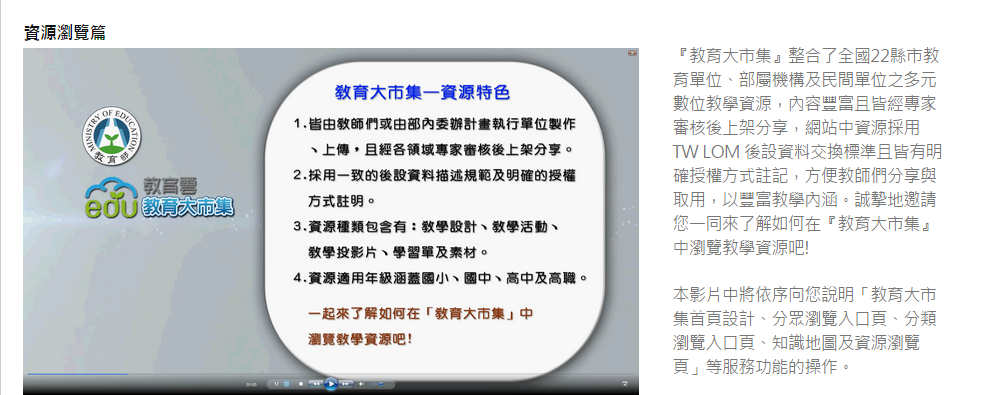 資源瀏覽篇
教育大市集—資源特色
1.皆由教師們或由部內委辦計畫執行單位製作
、上傳，且經各領域專家審核後上架分享。
2.採用一致的後設資料描述規範及明確的授權
方式註明。
3.資源種類包含有：教學設計、教學活動、
教學投影片、學習單及素材。
4.資源適用年級涵蓋國小、國中、高中及高職。
一起來了解如何在「教育大市集」中
瀏覽教學資源吧!
MINISTRY OF EDUCATION
教育部
教育雲
edu 教育大市集
『教育大市集』整合了全國22縣市教
育單位、部屬機構及民間單位之多元
數位教學資源，內容豐富且皆經專家
審核後上架分享，網站中資源採用
TW LOM 後設資料交換標準且皆有明
確授權方式註記，方便教師們分享與
取用，以豐富教學內涵。誠摯地邀請
您一同來了解如何在『教育大市集』
中瀏覽教學資源吧!
本影片中將依序向您說明「教育大市
集首頁設計、分眾瀏覽入口頁、分類
瀏覽入口頁、知識地圖及資源瀏覽
頁」等服務功能的操作。